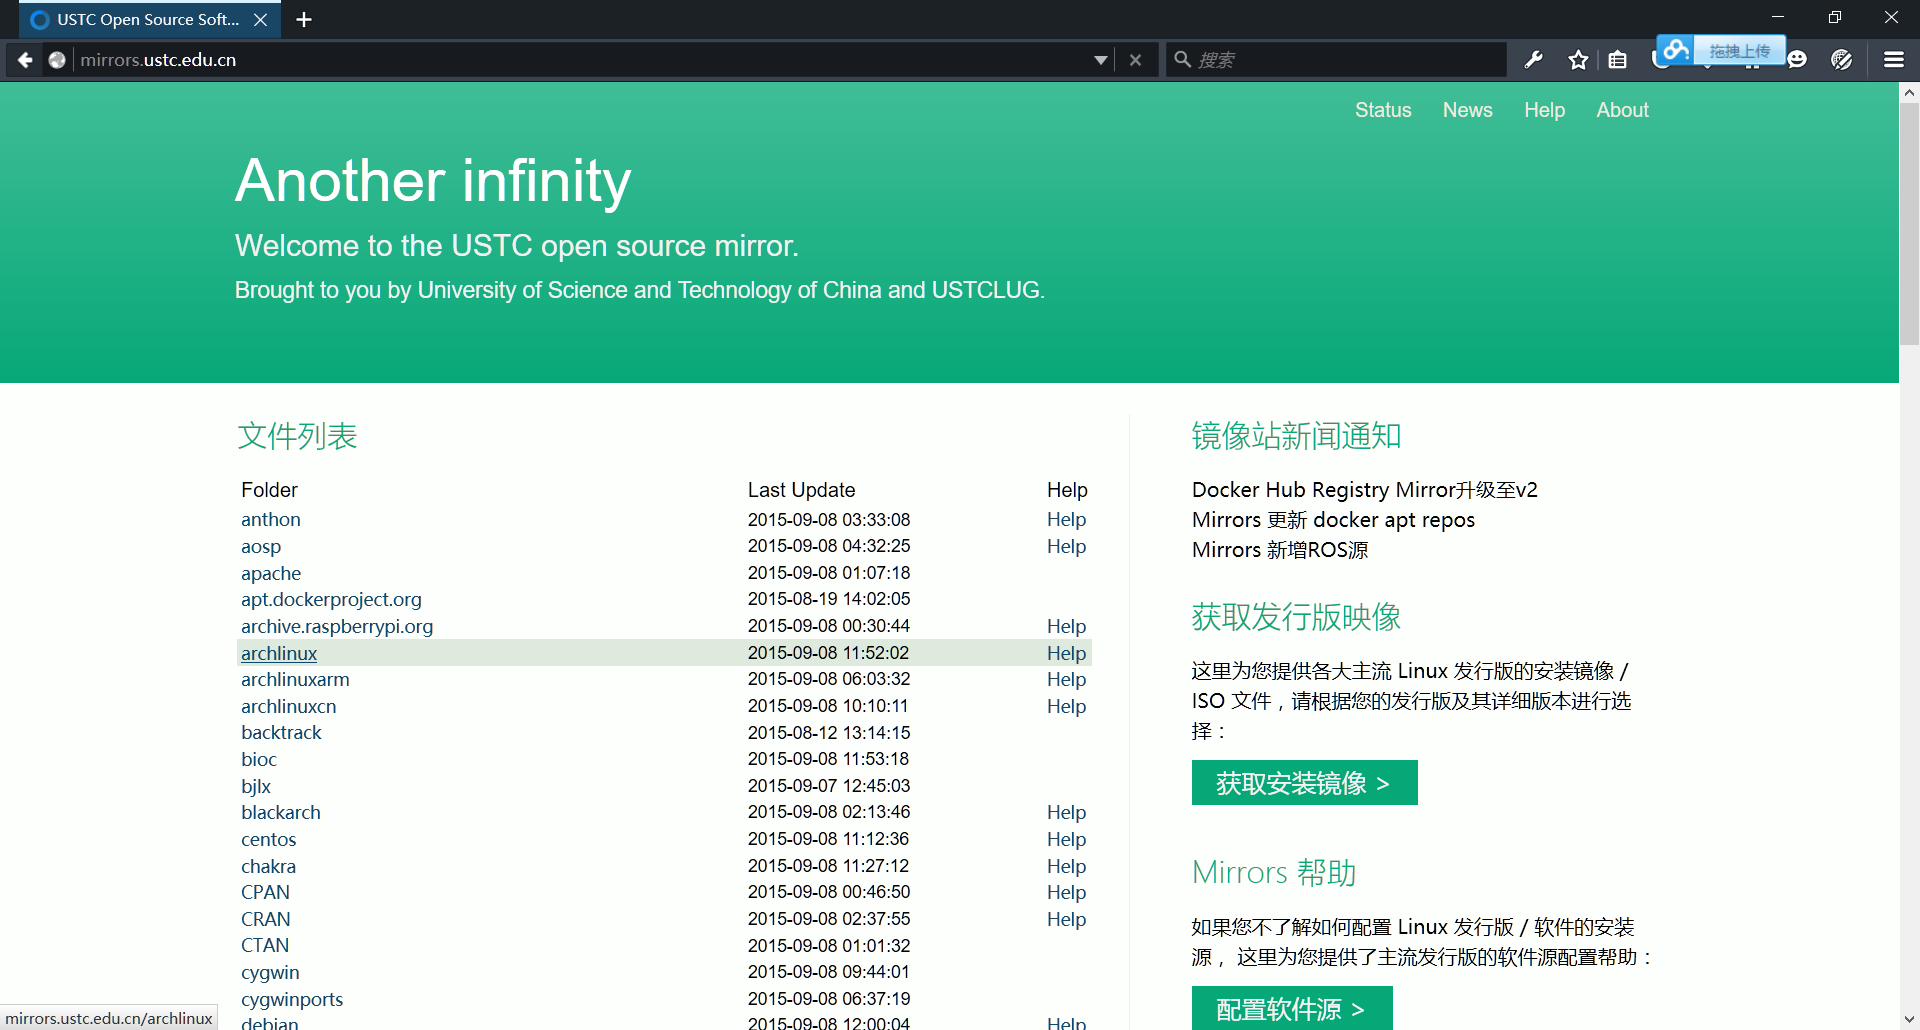 USTC Open Source Soft...
mirrors.ustc.edu.cn
搜索
拖拽上传
Status News Help About
Another infinity
Welcome to the USTC open source mirror.
Brought to you by University of Science and Technology of China and USTCLUG.
文件列表
Folder Last Update Help
anthon 2015-09-08 03:33:08 Help
aosp 2015-09-08 04:32:25 Help
apache 2015-09-08 01:07:18
apt.dockerproject.org 2015-08-19 14:02:05
archive.raspberrypi.org 2015-09-08 00:30:44 Help
archlinux 2015-09-08 11:52:02 Help
archlinuxarm 2015-09-08 06:03:32 Help
archlinuxcn 2015-09-08 10:10:11 Help
backtrack 2015-08-12 13:14:15
bioc 2015-09-08 11:53:18
bjlx 2015-09-07 12:45:03
blackarch 2015-09-08 02:13:46 Help
centos 2015-09-08 11:12:36 Help
chakra 2015-09-08 11:27:12 Help
CPAN 2015-09-08 00:46:50 Help
CRAN 2015-09-08 02:37:55 Help
CTAN 2015-09-08 01:01:32
cygwin 2015-09-08 09:44:01
cygwinports 2015-09-08 06:37:19
debian 2015-09-08 12:00:04 Help
镜像站新闻通知
Docker Hub Registry Mirror升级至v2
Mirrors 更新 docker apt repos
Mirrors 新增ROS源
获取发行版映像
这里为您提供各大主流 Linux 发行版的安装镜像 /
ISO 文件，请根据您的发行版及其详细版本进行选
择：
获取安装镜像 >
Mirrors 帮助
如果您不了解如何配置 Linux 发行版 / 软件的安装
源， 这里为您提供了主流发行版的软件源配置帮助：
配置软件源 >
mirrors.ustc.edu.cn/archlinux